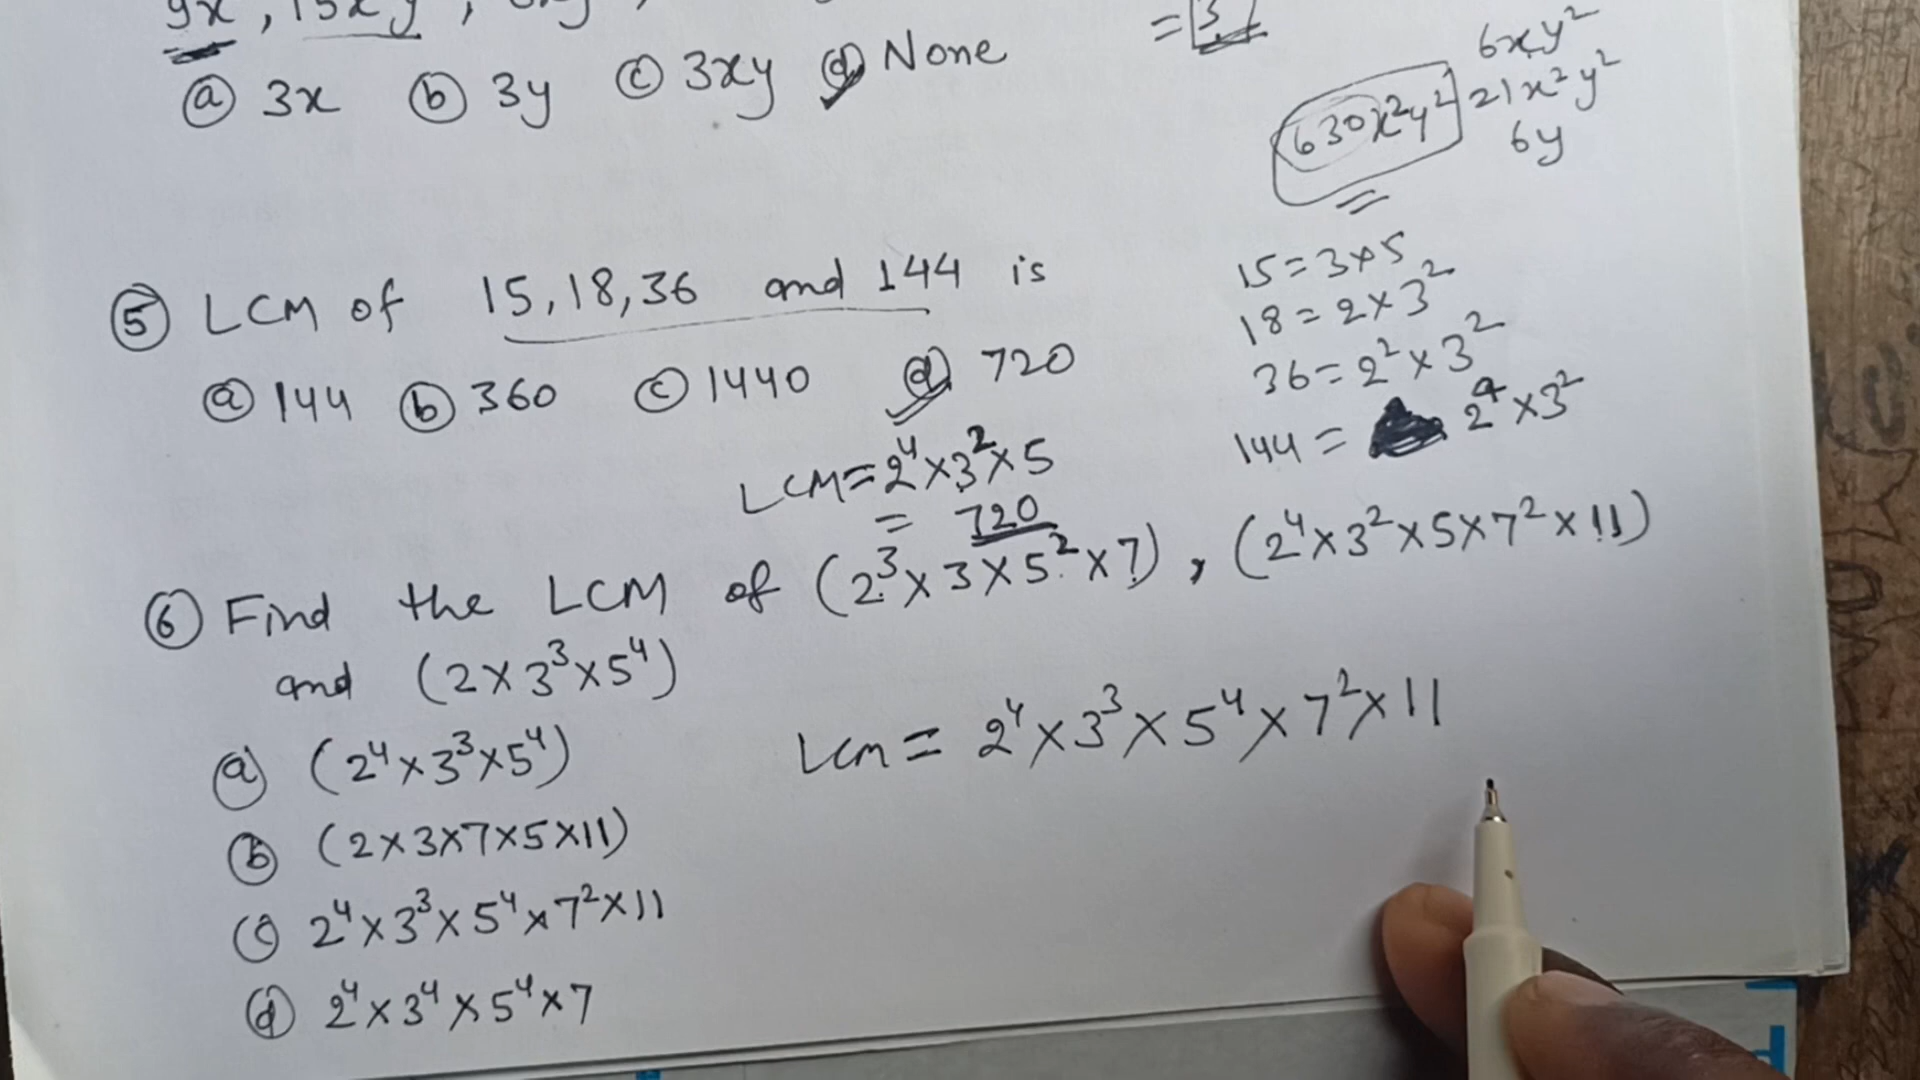 9x, 15xy,
ⓐ 3x ⓑ 3y ⓒ 3xy ⓓ None
= 3
6xy²
21x²y²
6y
630x²y²
⑤ LCM of 15, 18, 36 and 144 is
ⓐ 144 ⓑ 360 ⓒ 1440 ⓓ 720
15 = 3×5
18 = 2×3²
36 = 2²×3²
144 = 2⁴×3²
LCM = 2⁴×3²×5
= 720
⑥ Find the LCM of (2³×3×5²×7), (2⁴×3²×5×7²×11)
and (2×3³×5⁴)
ⓐ (2⁴×3³×5⁴)
ⓑ (2×3×7×5×11)
ⓒ 2⁴×3³×5⁴×7²×11
ⓓ 2⁴×3⁴×5⁴×7
Lcm = 2⁴×3³×5⁴×7²×11